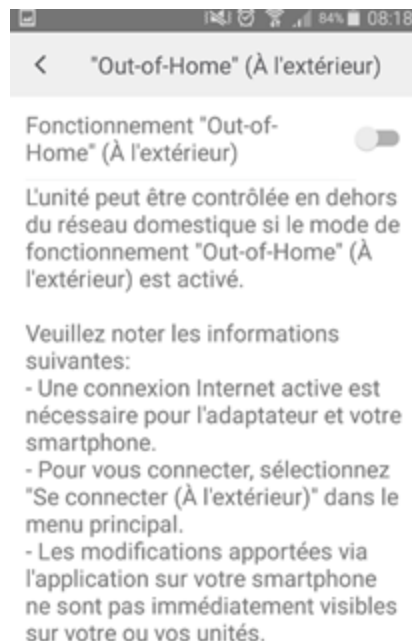 84% 08:18
"Out-of-Home" (À l'extérieur)
Fonctionnement "Out-of-
Home" (À l'extérieur)
L'unité peut être contrôlée en dehors
du réseau domestique si le mode de
fonctionnement "Out-of-Home" (À
l'extérieur) est activé.
Veuillez noter les informations
suivantes:
- Une connexion Internet active est
nécessaire pour l'adaptateur et votre
smartphone.
- Pour vous connecter, sélectionnez
"Se connecter (À l'extérieur)" dans le
menu principal.
- Les modifications apportées via
l'application sur votre smartphone
ne sont pas immédiatement visibles
sur votre ou vos unités.